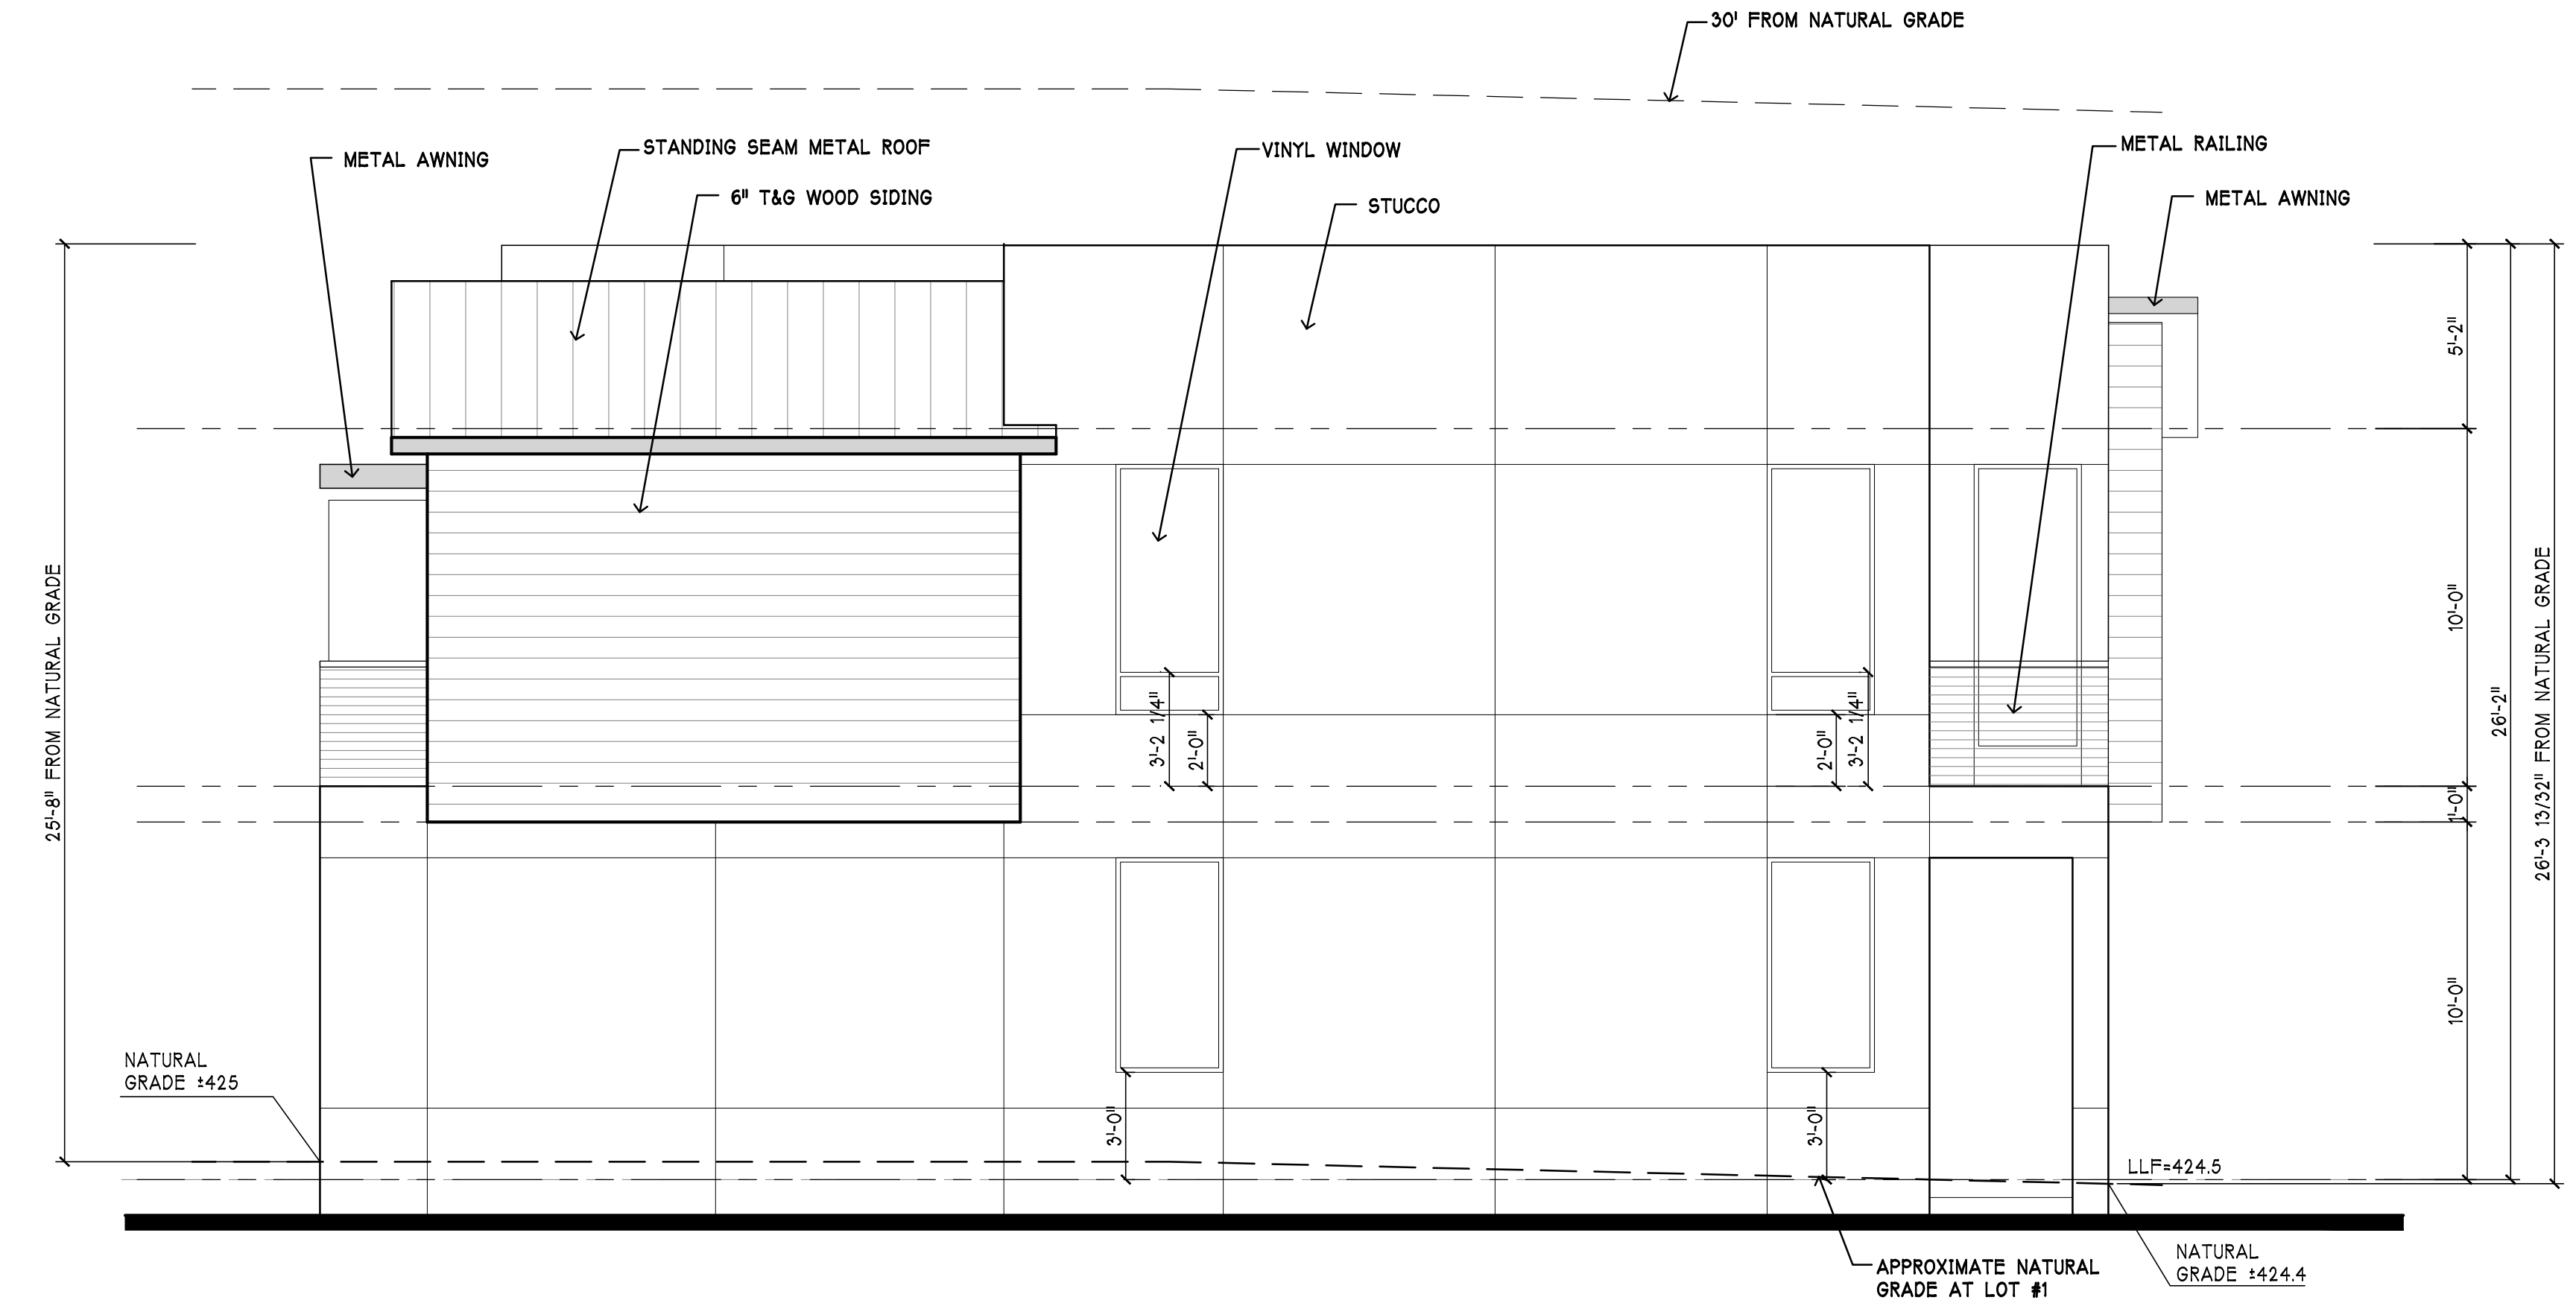 30' FROM NATURAL GRADE
METAL AWNING
STANDING SEAM METAL ROOF
6" T&G WOOD SIDING
VINYL WINDOW
STUCCO
METAL RAILING
METAL AWNING
25'-8" FROM NATURAL GRADE
5'-2"
10'-0"
1'-0"
10'-0"
26'-2"
26'-3 13/32" FROM NATURAL GRADE
3'-2 1/4"
2'-0"
2'-0"
3'-2 1/4"
3'-0"
3'-0"
NATURAL
GRADE ±425
LLF=424.5
APPROXIMATE NATURAL
GRADE AT LOT #1
NATURAL
GRADE ±424.4